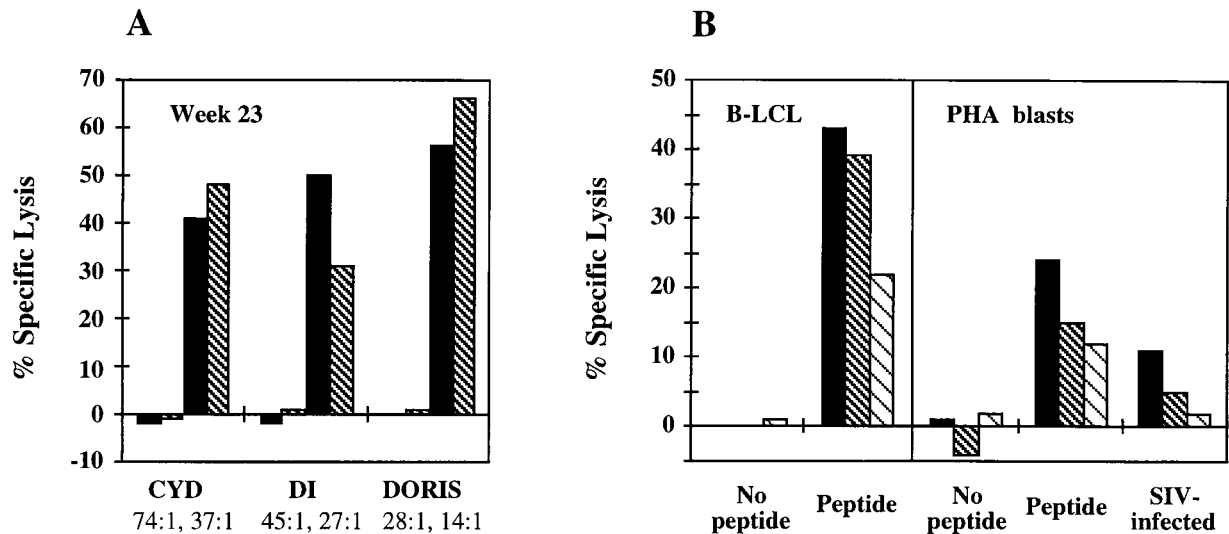 A
% Specific Lysis
70
60
50
40
30
20
10
0
-10
Week 23
CYD
DI
DORIS
74:1, 37:1
45:1, 27:1
28:1, 14:1
B
% Specific Lysis
50
40
30
20
10
0
B-LCL
PHA blasts
No
peptide
Peptide
No
peptide
Peptide
SIV-
infected